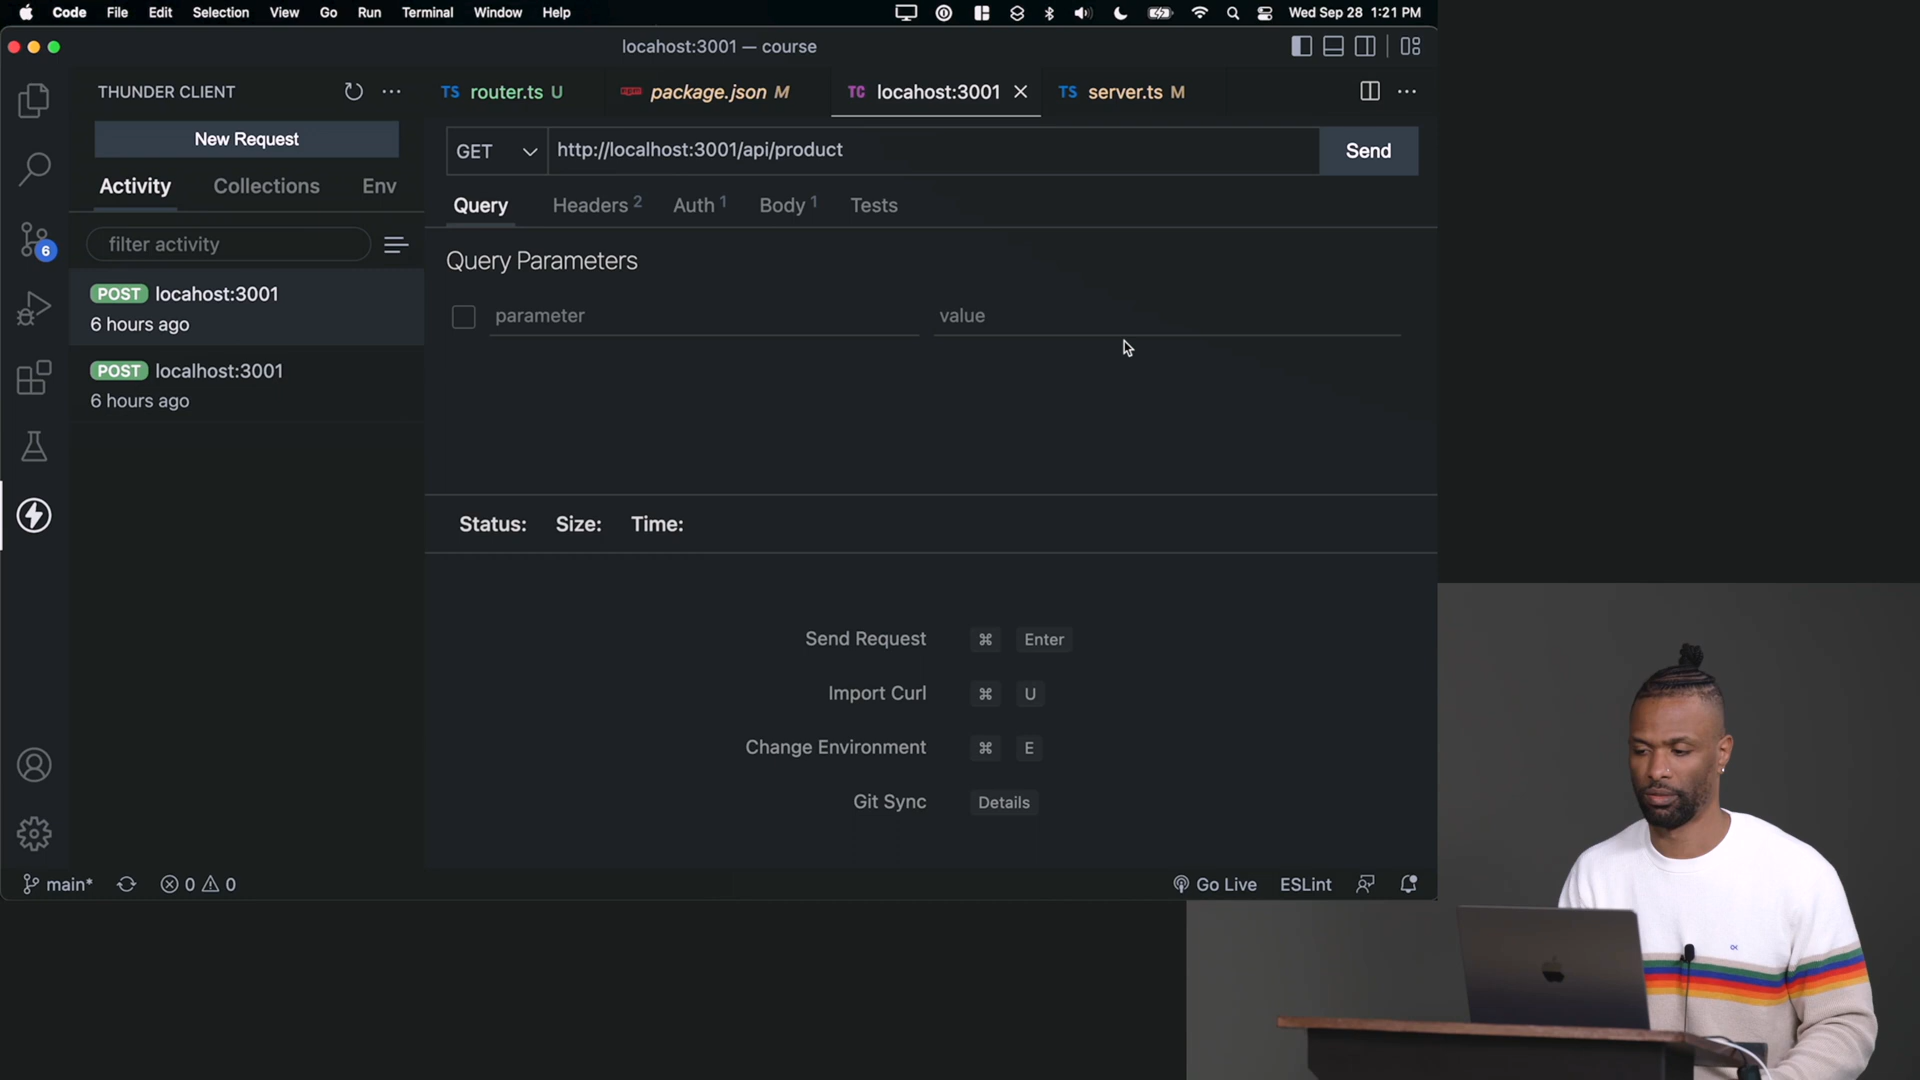 Code File Edit Selection View Go Run Terminal Window Help Wed Sep 28 1:21 PM
locahost:3001 — course
THUNDER CLIENT
TS router.ts U
package.json M
TC locahost:3001
TS server.ts M
New Request
GET http://localhost:3001/api/product Send
Activity Collections Env
Query Headers 2 Auth 1 Body 1 Tests
filter activity
6
Query Parameters
parameter value
POST locahost:3001
6 hours ago
POST localhost:3001
6 hours ago
Status: Size: Time:
Send Request ⌘ Enter
Import Curl ⌘ U
Change Environment ⌘ E
Git Sync Details
main* 0 0 Go Live ESLint